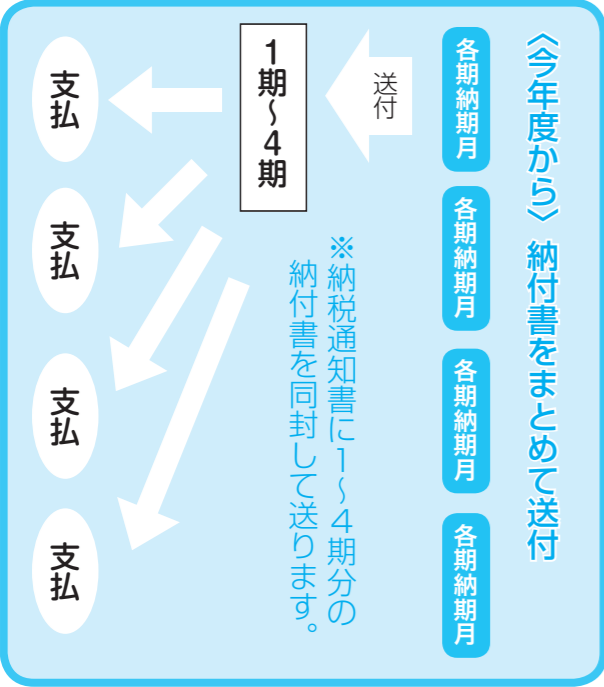 〈今年度から〉納付書をまとめて送付
各期納期月
各期納期月
各期納期月
各期納期月
送付
1期～4期
※納税通知書に1～4期分の
納付書を同封して送ります。
支払
支払
支払
支払